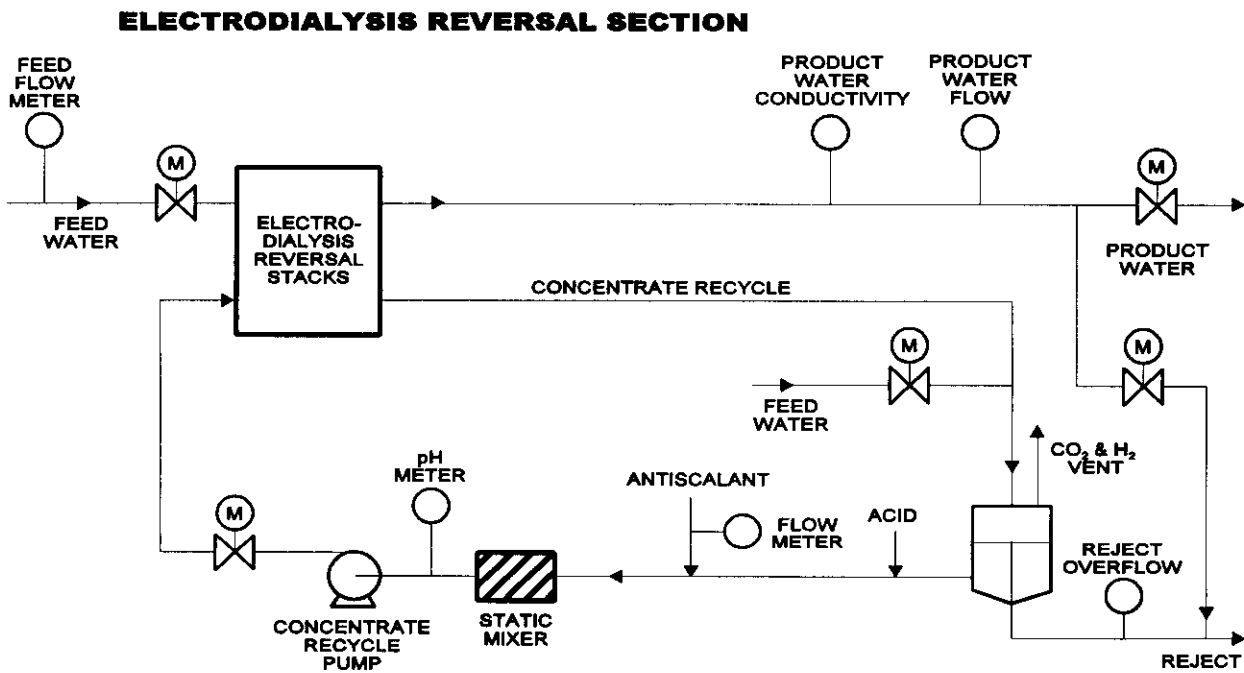 ELECTRODIALYSIS REVERSAL SECTION
FEED
FLOW
METER
PRODUCT
WATER
CONDUCTIVITY
PRODUCT
WATER
FLOW
M
M
FEED
WATER
ELECTRO-
DIALYSIS
REVERSAL
STACKS
PRODUCT
WATER
CONCENTRATE RECYCLE
M
M
FEED
WATER
CO₂ & H₂
VENT
pH
METER
ANTISCALANT
FLOW
METER
ACID
M
REJECT
OVERFLOW
CONCENTRATE
RECYCLE
PUMP
STATIC
MIXER
REJECT